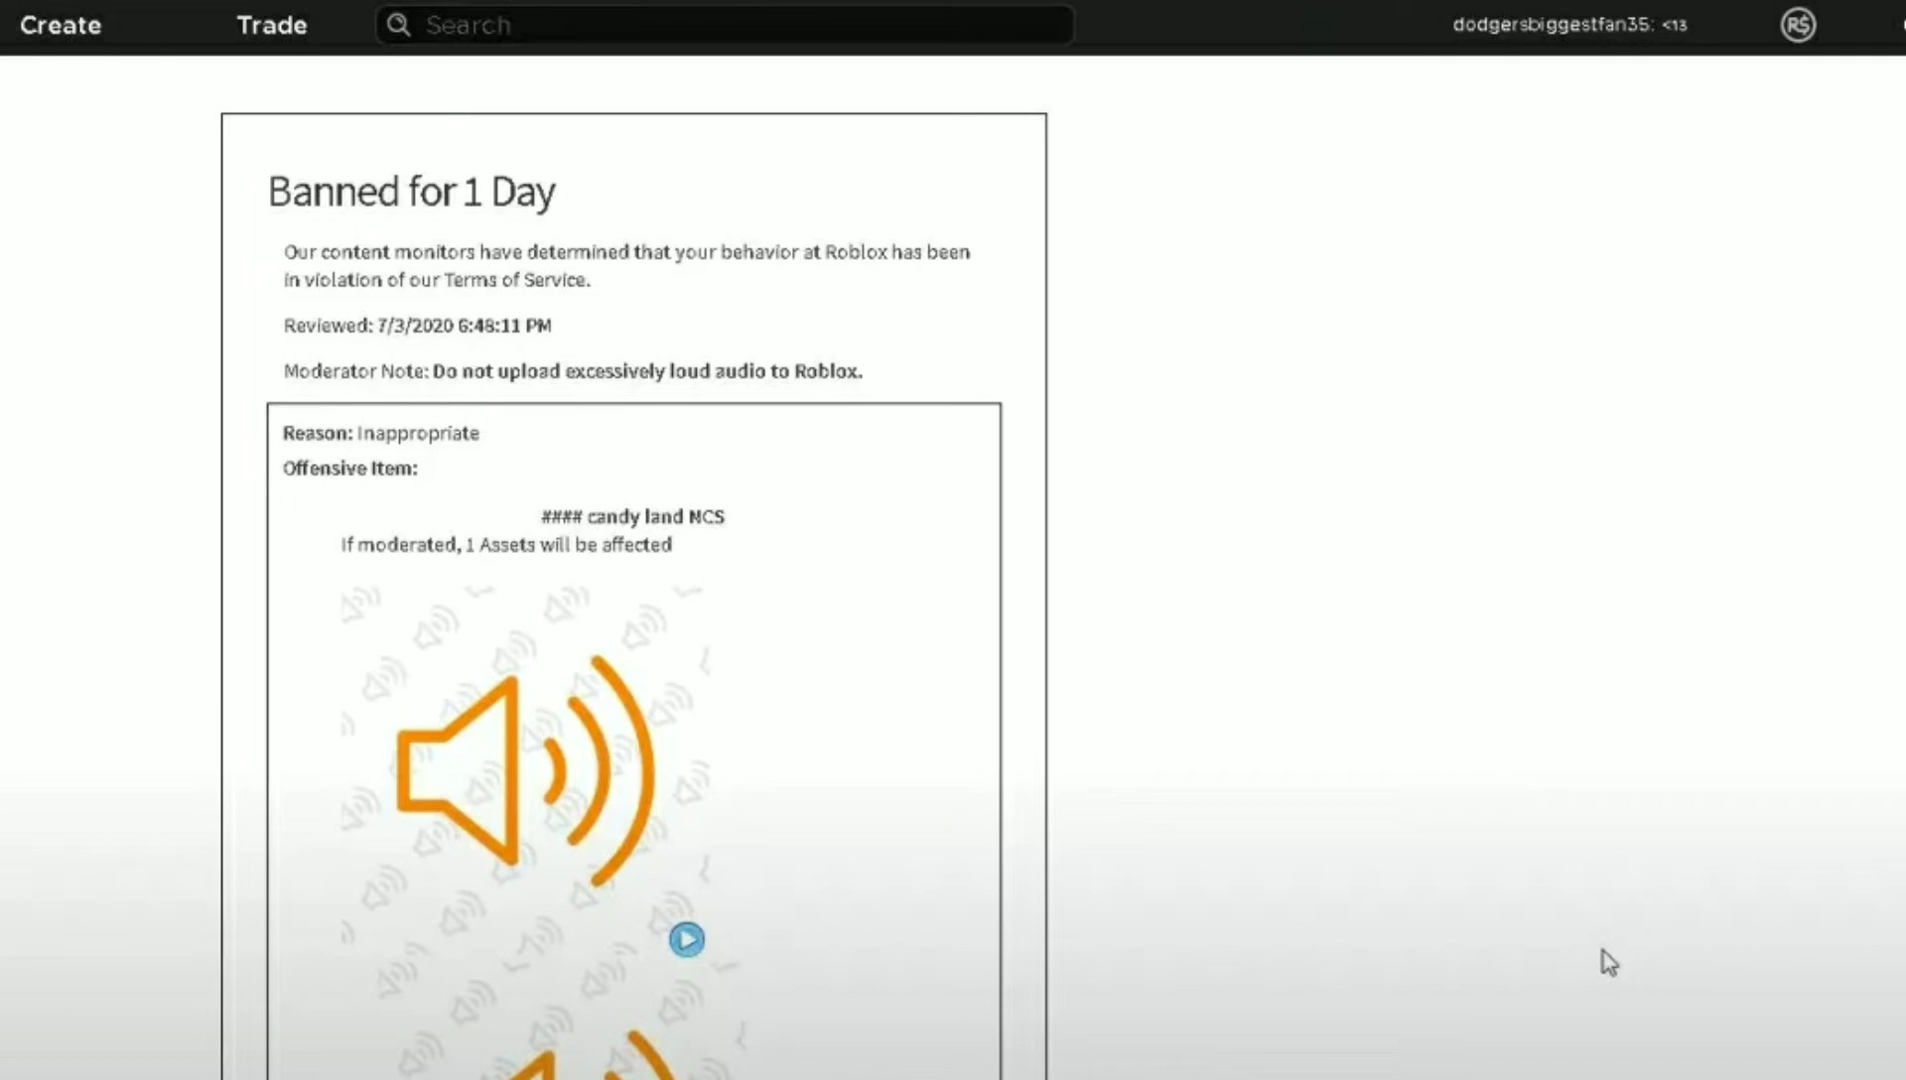 Create Trade Search dodgersbiggestfan35: <13 R$
Banned for 1 Day
Our content monitors have determined that your behavior at Roblox has been
in violation of our Terms of Service.
Reviewed: 7/3/2020 6:48:11 PM
Moderator Note: Do not upload excessively loud audio to Roblox.
Reason: Inappropriate
Offensive Item:
#### candy land NCS
If moderated, 1 Assets will be affected